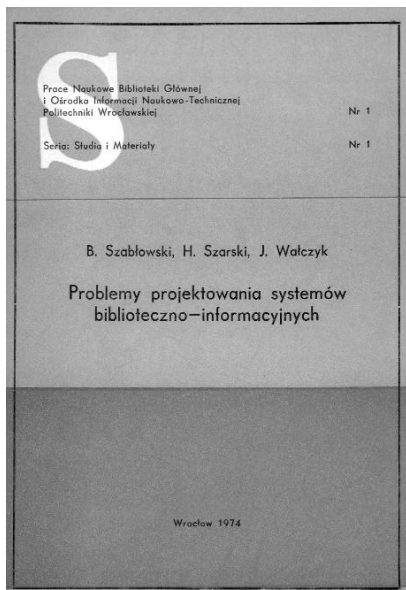 S
Prace Naukowe Biblioteki Głównej
i Ośrodka Informacji Naukowo-Technicznej
Politechniki Wrocławskiej Nr 1
Seria: Studia i Materiały Nr 1
B. Szabłowski, H. Szarski, J. Wałczyk
Problemy projektowania systemów
biblioteczno-informacyjnych
Wrocław 1974